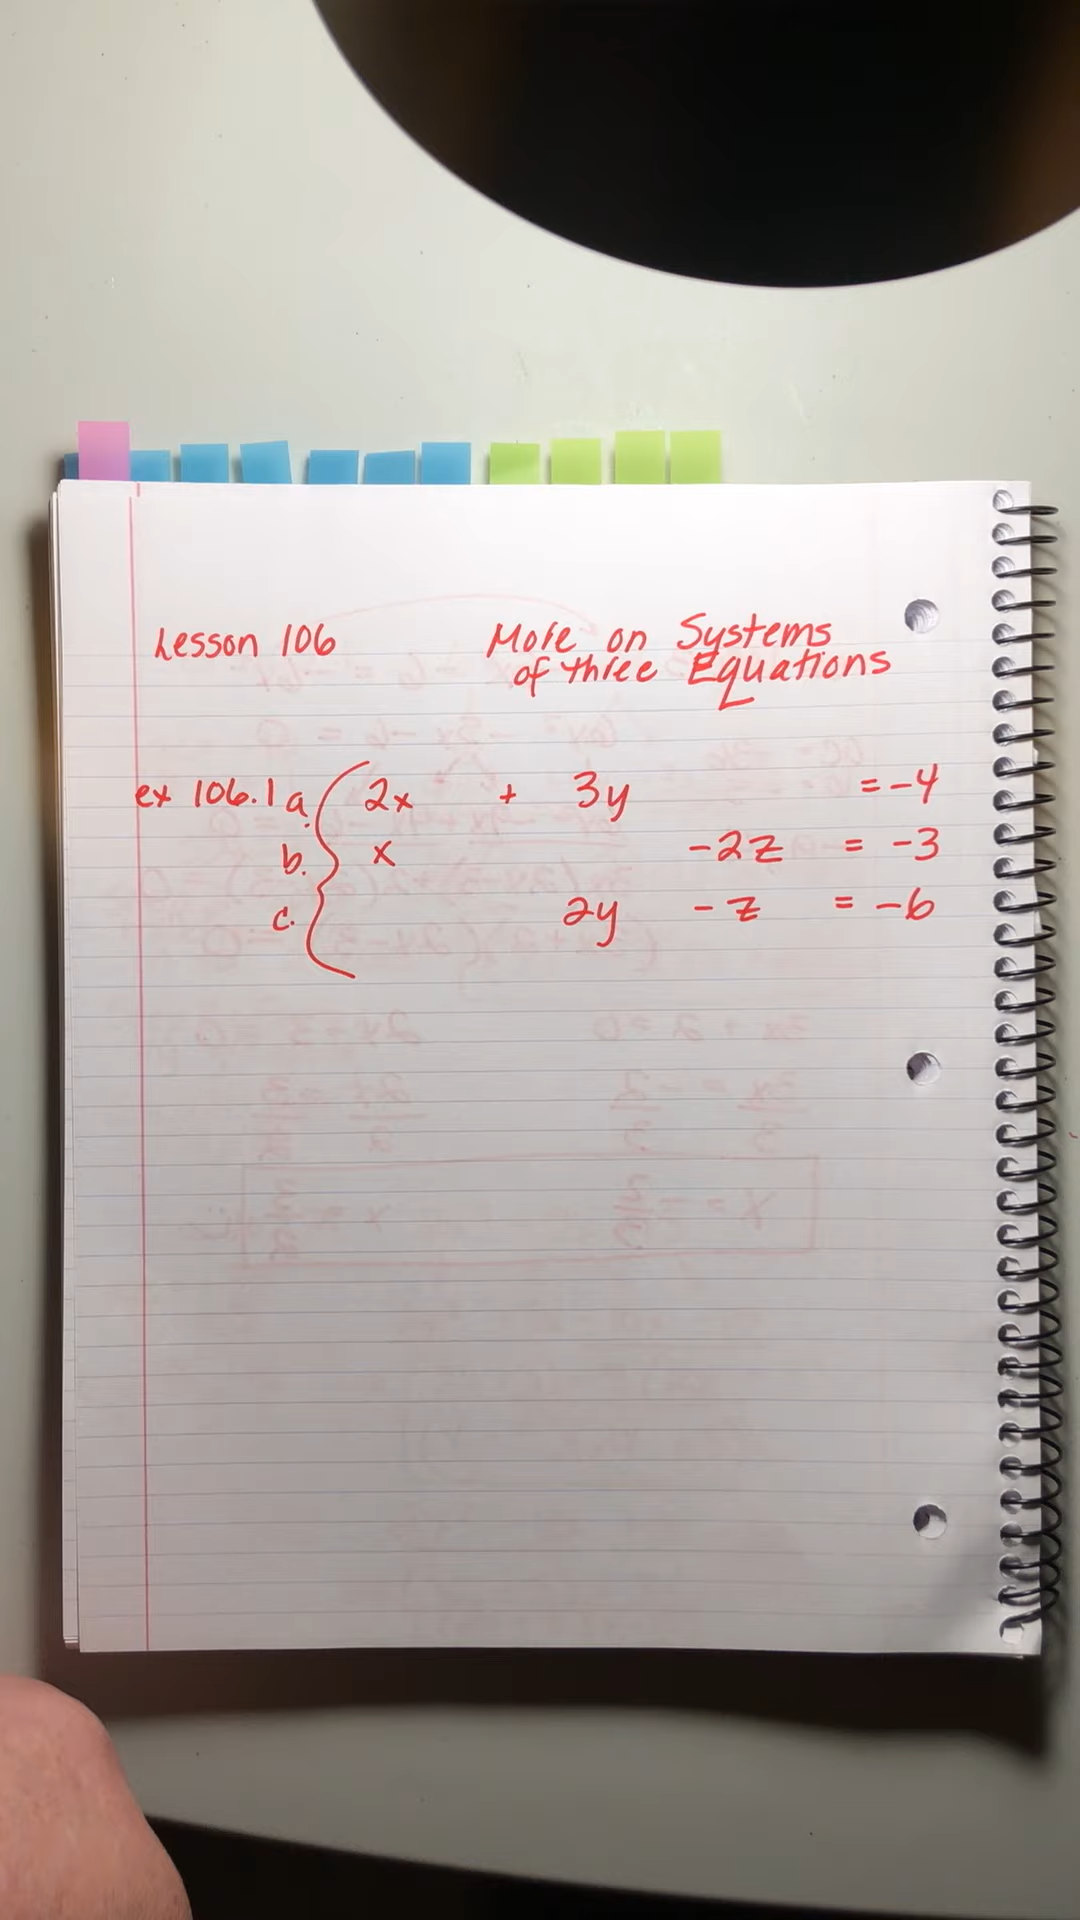 Lesson 106
More on Systems
of three Equations
ex 106.1 a. 2x + 3y = -4
b. x -2z = -3
c. 2y - z = -6